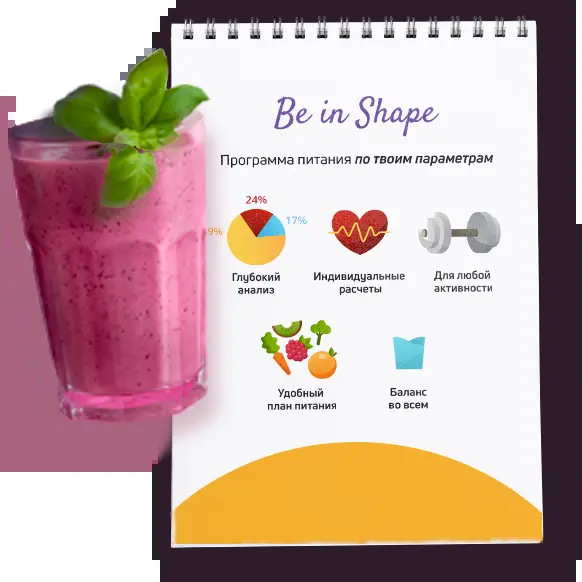 Be in Shape
Программа питания по твоим параметрам
24%
17%
9%
Глубокий
анализ
Индивидуальные
расчеты
Для любой
активности
Удобный
план питания
Баланс
во всем